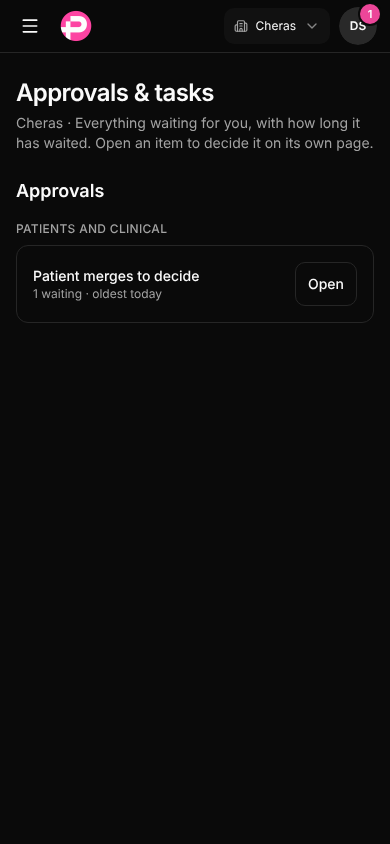 Cheras
DS
1
Approvals & tasks
Cheras · Everything waiting for you, with how long it
has waited. Open an item to decide it on its own page.
Approvals
PATIENTS AND CLINICAL
Patient merges to decide
1 waiting · oldest today
Open